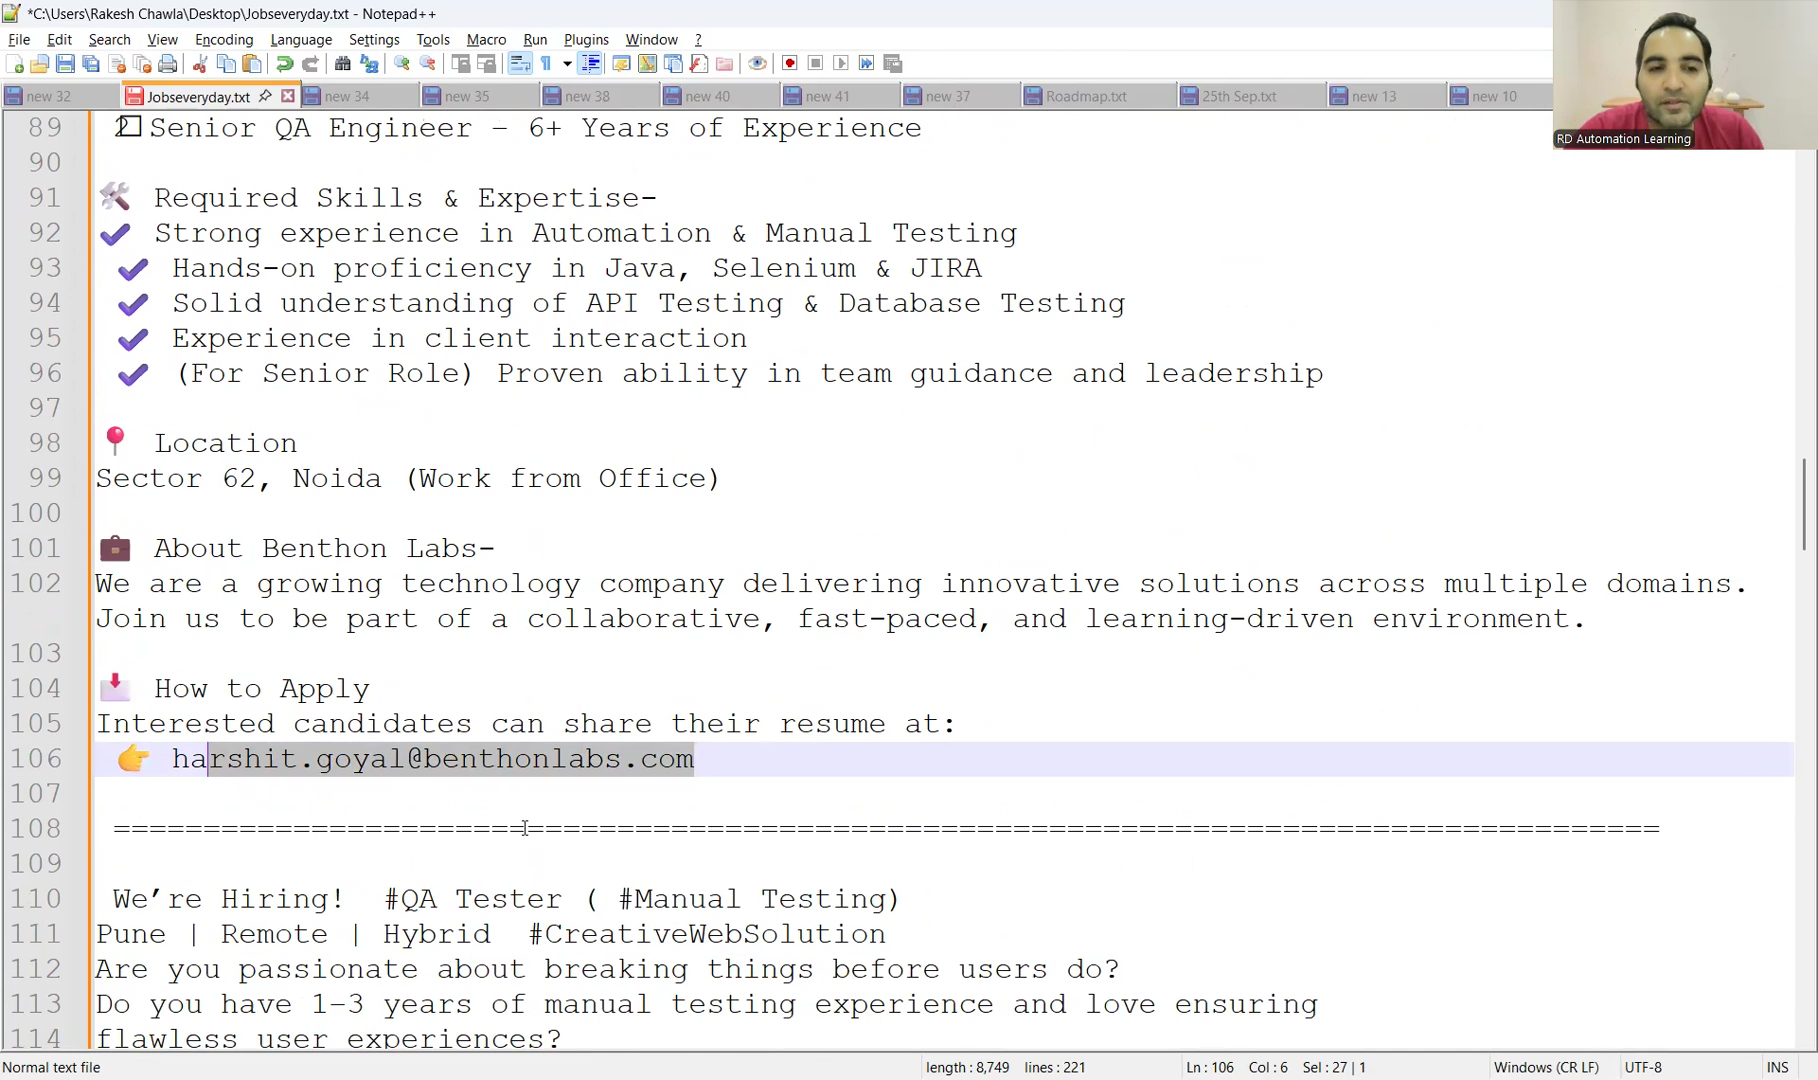 *C:\Users\Rakesh Chawla\Desktop\Jobseveryday.txt - Notepad++
File Edit Search View Encoding Language Settings Tools Macro Run Plugins Window ?
new 32 Jobseveryday.txt new 34 new 35 new 38 new 40 new 41 new 37 Roadmap.txt 25th Sep.txt new 13 new 10
RD Automation Learning
89 2 Senior QA Engineer – 6+ Years of Experience
90
91 🛠 Required Skills & Expertise-
92 ✔ Strong experience in Automation & Manual Testing
93 ✔ Hands-on proficiency in Java, Selenium & JIRA
94 ✔ Solid understanding of API Testing & Database Testing
95 ✔ Experience in client interaction
96 ✔ (For Senior Role) Proven ability in team guidance and leadership
97
98 📍 Location
99 Sector 62, Noida (Work from Office)
100
101 💼 About Benthon Labs-
102 We are a growing technology company delivering innovative solutions across multiple domains.
Join us to be part of a collaborative, fast-paced, and learning-driven environment.
103
104 📩 How to Apply
105 Interested candidates can share their resume at:
106 👉 harshit.goyal@benthonlabs.com
107
108 ======================================================================================
109
110 We’re Hiring! #QA Tester ( #Manual Testing)
111 Pune | Remote | Hybrid #CreativeWebSolution
112 Are you passionate about breaking things before users do?
113 Do you have 1–3 years of manual testing experience and love ensuring
114 flawless user experiences?
Normal text file length : 8,749 lines : 221 Ln : 106 Col : 6 Sel : 27 | 1 Windows (CR LF) UTF-8 INS